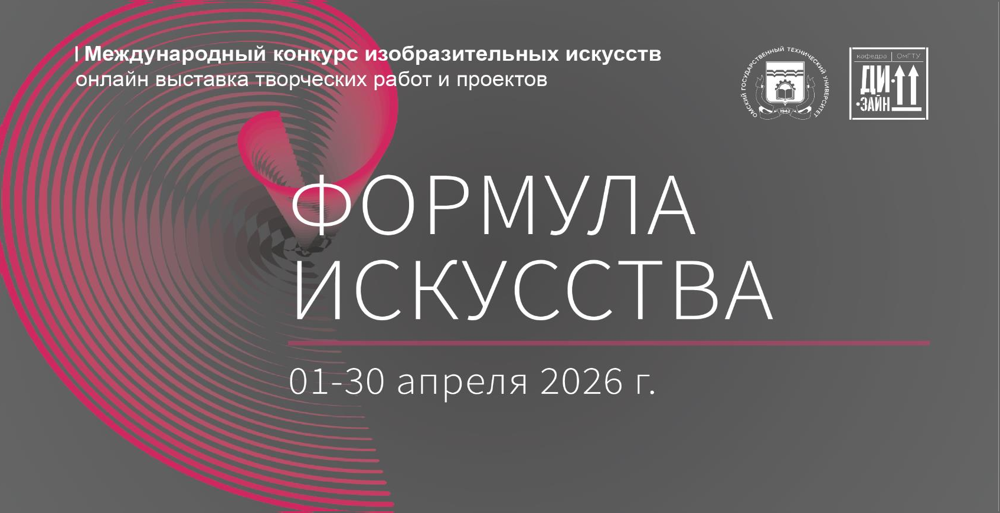 I Международный конкурс изобразительных искусств
онлайн выставка творческих работ и проектов
ОМСКИЙ ГОСУДАРСТВЕННЫЙ ТЕХНИЧЕСКИЙ УНИВЕРСИТЕТ
1942
кафедра | ОмГТУ
ДИ
ЗАЙН
ФОРМУЛА
ИСКУССТВА
01-30 апреля 2026 г.